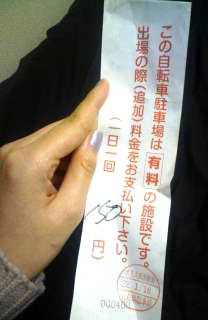 この自転車駐車場は有料の施設です。
出場の際(追加)料金をお支払い下さい。
(一日一回 150 円)
000400